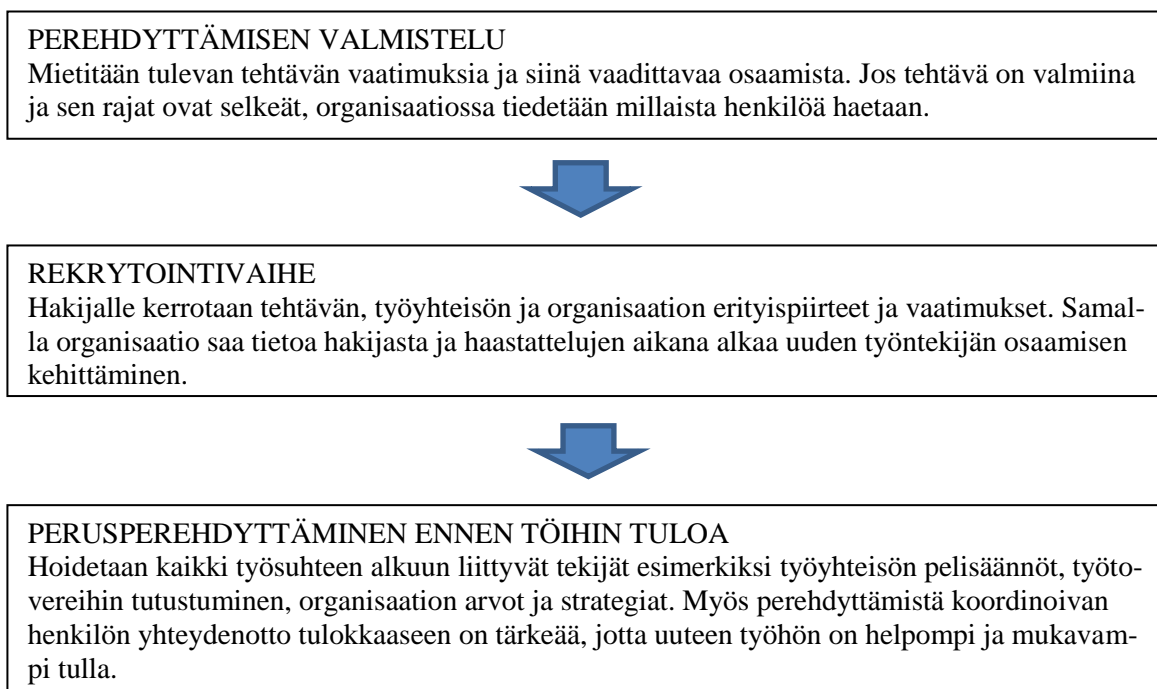 PEREHDYTTÄMISEN VALMISTELU
Mietitään tulevan tehtävän vaatimuksia ja siinä vaadittavaa osaamista. Jos tehtävä on valmiina
ja sen rajat ovat selkeät, organisaatiossa tiedetään millaista henkilöä haetaan.
REKRYTOINTIVAIHE
Hakijalle kerrotaan tehtävän, työyhteisön ja organisaation erityispiirteet ja vaatimukset. Samal-
la organisaatio saa tietoa hakijasta ja haastattelujen aikana alkaa uuden työntekijän osaamisen
kehittäminen.
PERUSPEREHDYTTÄMINEN ENNEN TÖIHIN TULOA
Hoidetaan kaikki työsuhteen alkuun liittyvät tekijät esimerkiksi työyhteisön pelisäännöt, työto-
vereihin tutustuminen, organisaation arvot ja strategiat. Myös perehdyttämistä koordinoivan
henkilön yhteydenotto tulokkaaseen on tärkeää, jotta uuteen työhön on helpompi ja mukavam-
pi tulla.